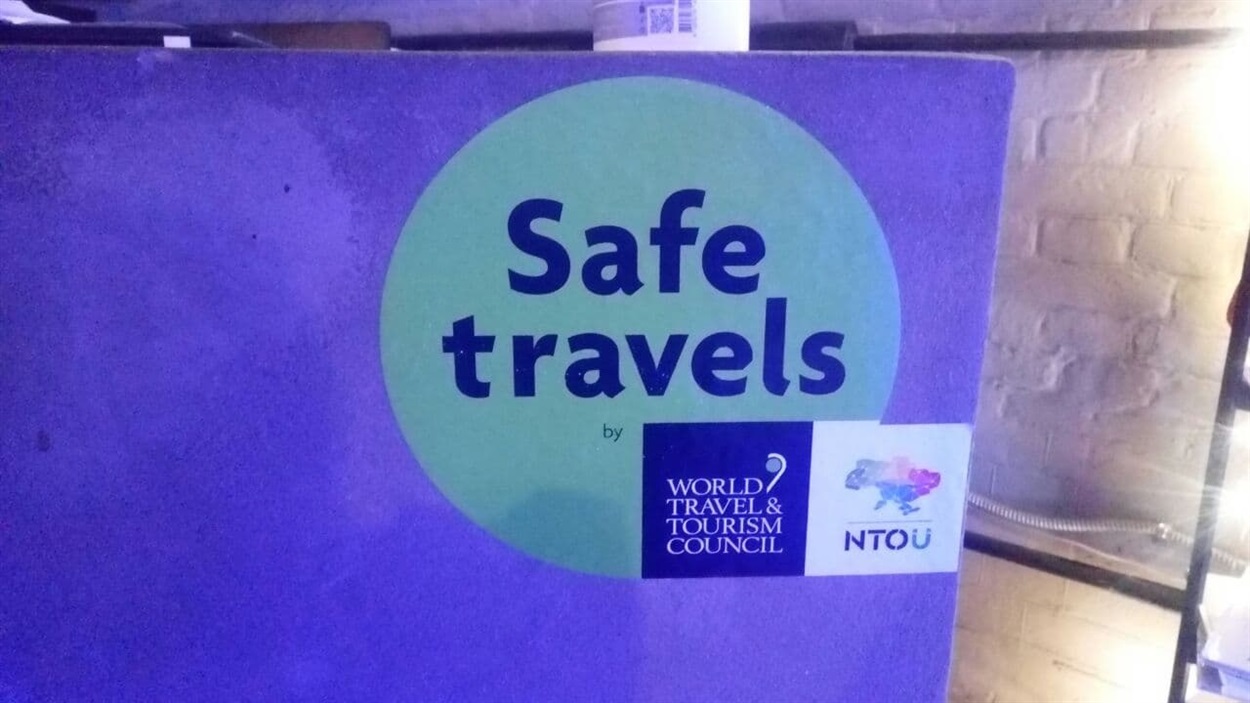 Safe
travels
by
WORLD
TRAVEL &
TOURISM
COUNCIL
NTOU